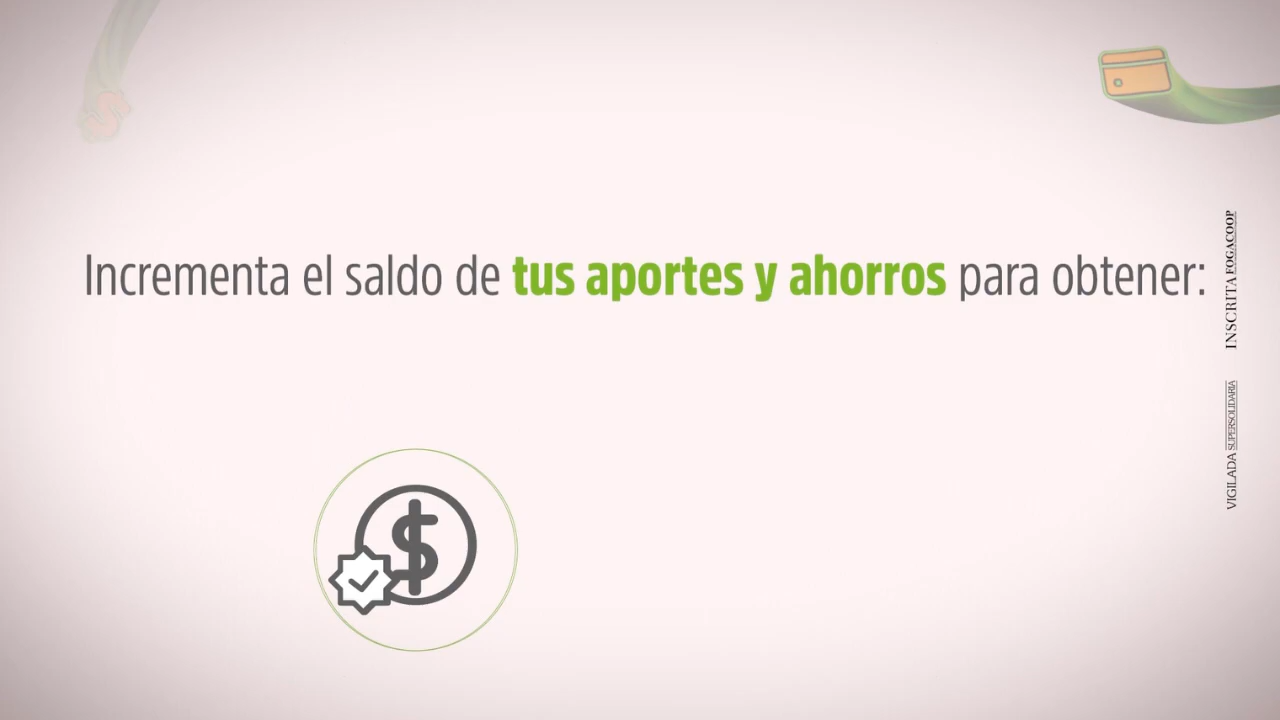 Incrementa el saldo de tus aportes y ahorros para obtener:
INSCRITA FOGACOOP
VIGILADA SUPERSOLIDARIA
$